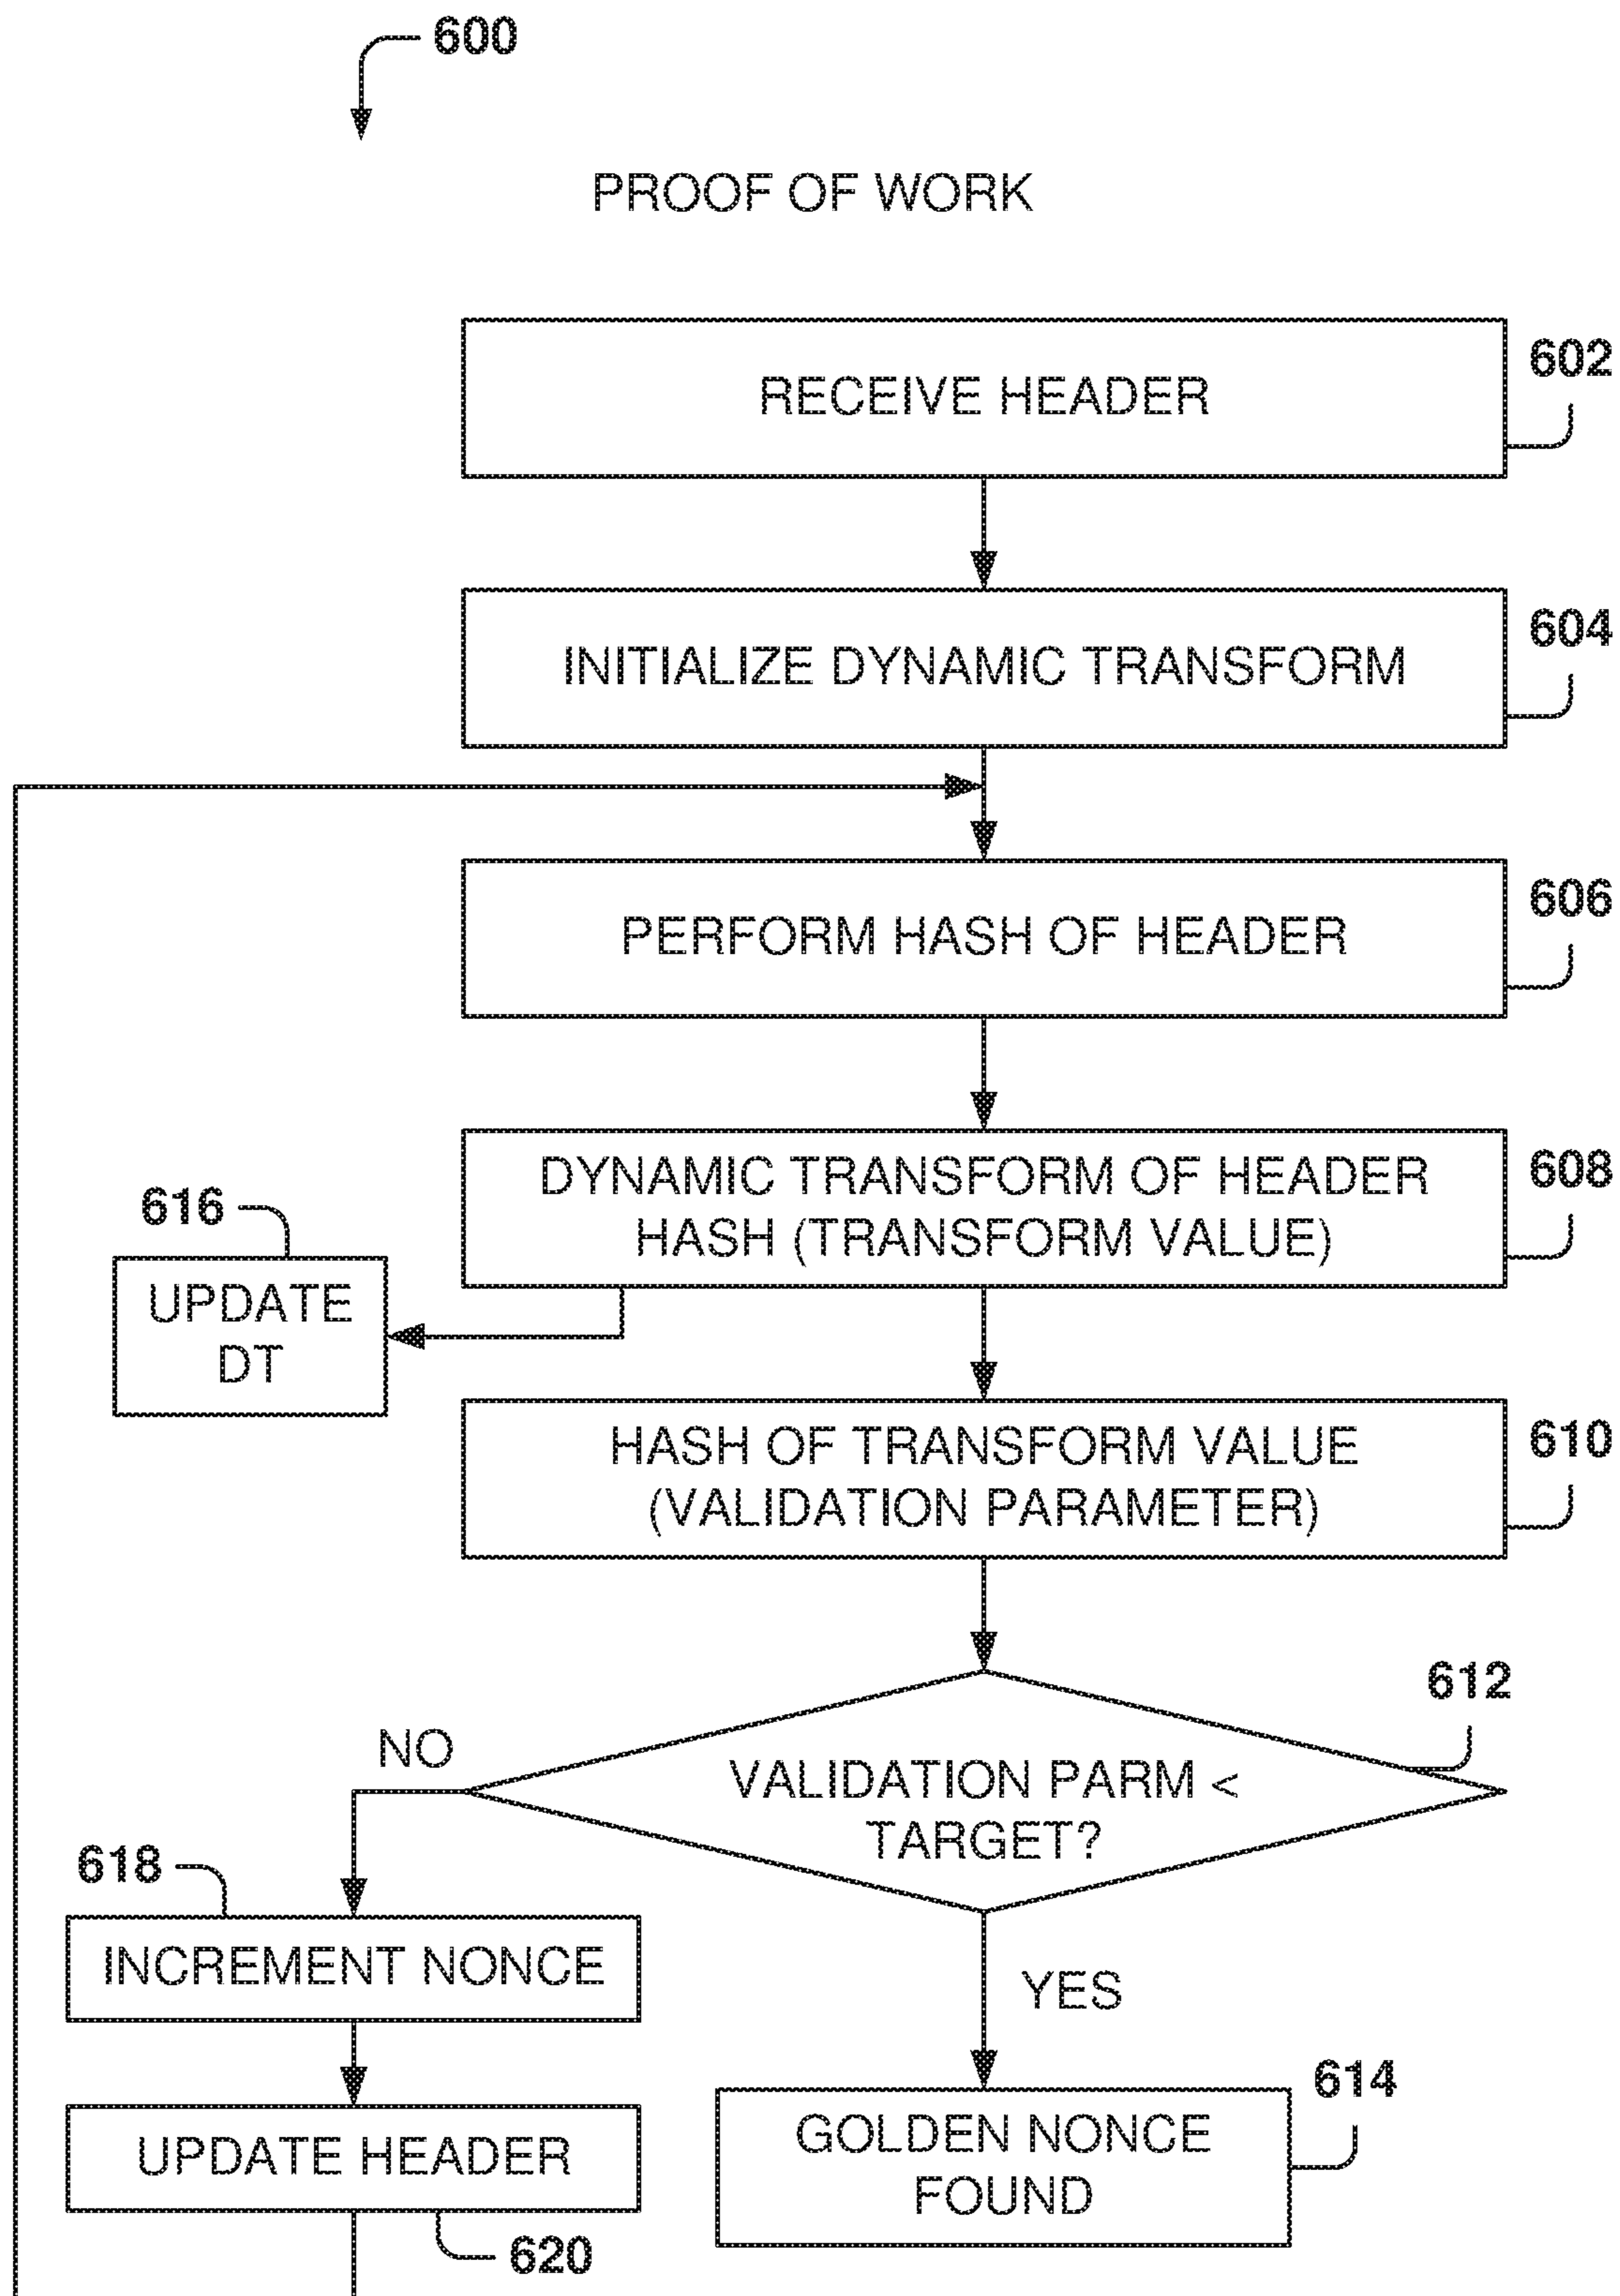 600
PROOF OF WORK
RECEIVE HEADER
602
INITIALIZE DYNAMIC TRANSFORM
604
PERFORM HASH OF HEADER
606
DYNAMIC TRANSFORM OF HEADER
HASH (TRANSFORM VALUE)
608
616
UPDATE
DT
HASH OF TRANSFORM VALUE
(VALIDATION PARAMETER)
610
612
VALIDATION PARM <
TARGET?
NO
618
INCREMENT NONCE
YES
614
GOLDEN NONCE
FOUND
UPDATE HEADER
620